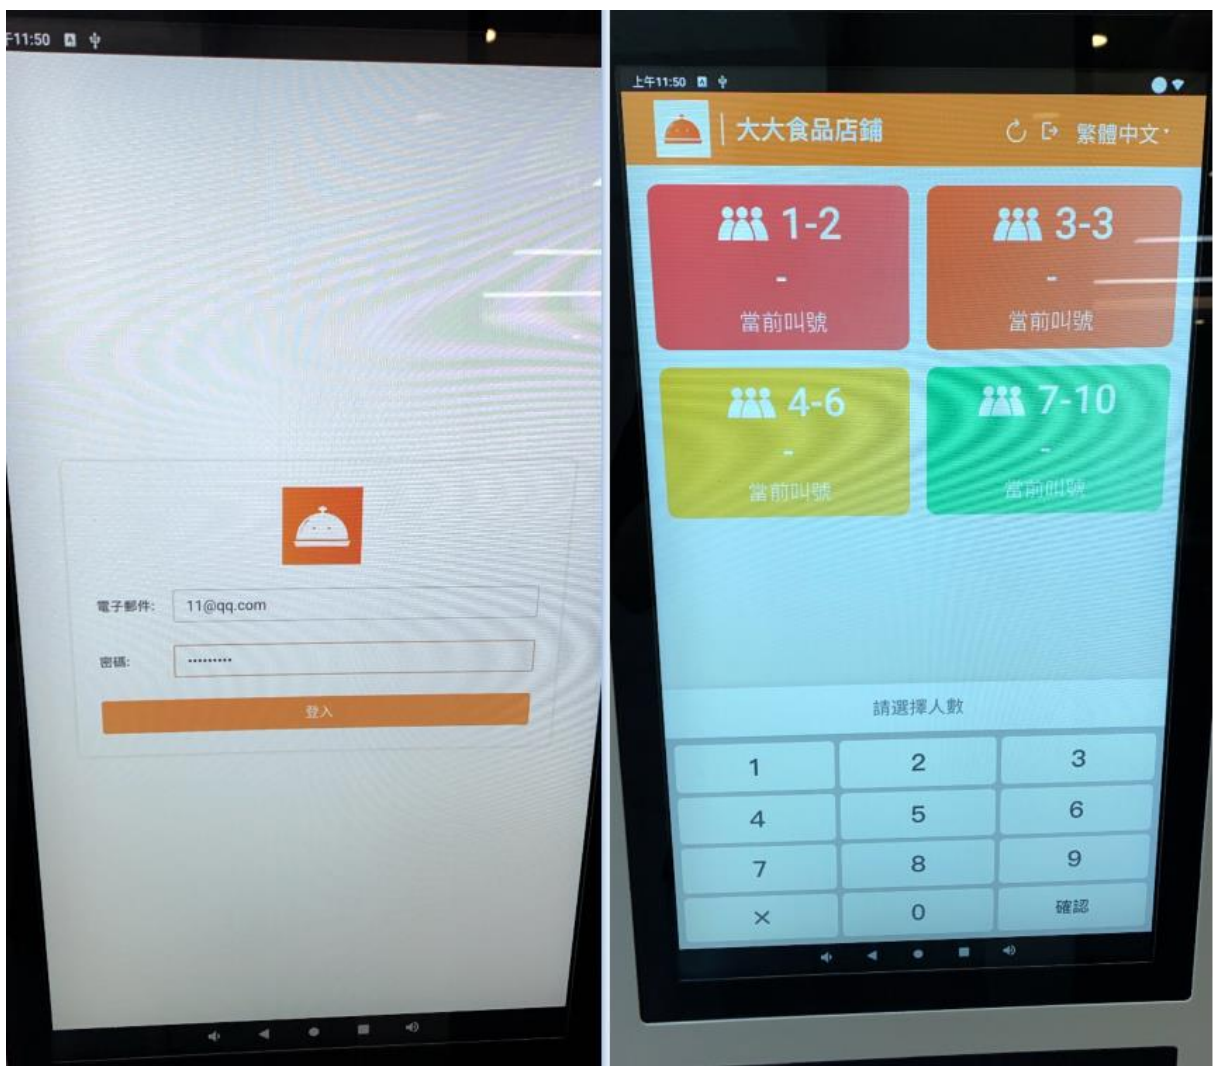 午11:50
電子郵件: 11@qq.com
密碼: •••••••••
登入
上午11:50
大大食品店鋪 繁體中文
1-2
-
當前叫號
3-3
-
當前叫號
4-6
-
當前叫號
7-10
-
當前叫號
請選擇人數
1 2 3
4 5 6
7 8 9
× 0 確認